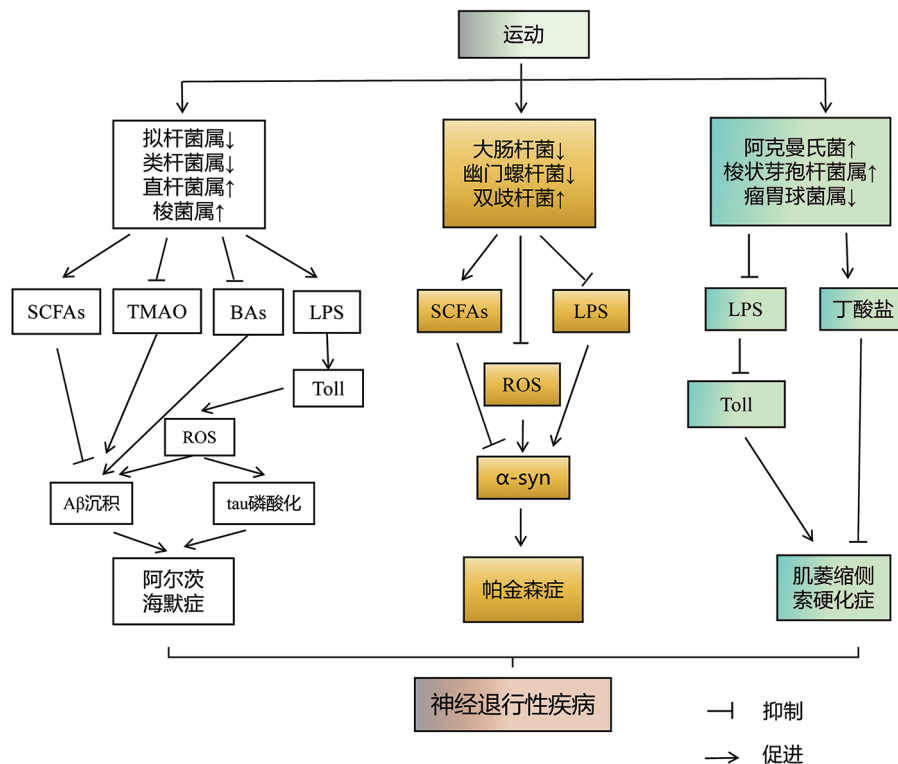 运动
拟杆菌属↓
类杆菌属↓
直杆菌属↑
梭菌属↑
大肠杆菌↓
幽门螺杆菌↓
双歧杆菌↑
阿克曼氏菌↑
梭状芽孢杆菌属↑
瘤胃球菌属↓
SCFAs
TMAO
BAs
LPS
SCFAs
LPS
LPS
丁酸盐
Toll
ROS
Toll
ROS
Aβ沉积
tau磷酸化
α-syn
阿尔茨
海默症
帕金森症
肌萎缩侧
索硬化症
神经退行性疾病
抑制
促进